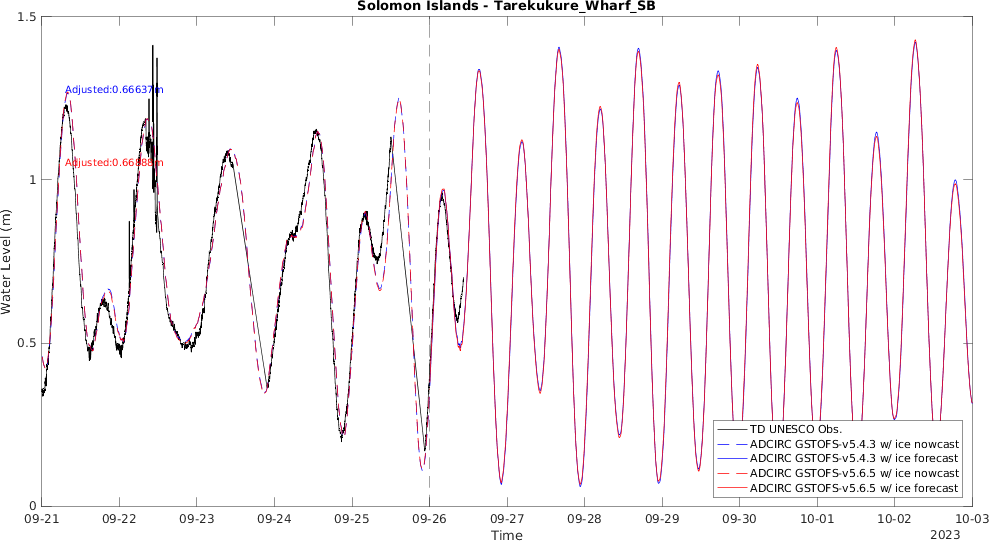 Solomon Islands - Tarekukure_Wharf_SB
1.5
1
0.5
0
Water Level (m)
Adjusted:0.66637m
Adjusted:0.66888m
TD UNESCO Obs.
ADCIRC GSTOFS-v5.4.3 w/ ice nowcast
ADCIRC GSTOFS-v5.4.3 w/ ice forecast
ADCIRC GSTOFS-v5.6.5 w/ ice nowcast
ADCIRC GSTOFS-v5.6.5 w/ ice forecast
09-21 09-22 09-23 09-24 09-25 09-26 09-27 09-28 09-29 09-30 10-01 10-02 10-03
Time
2023